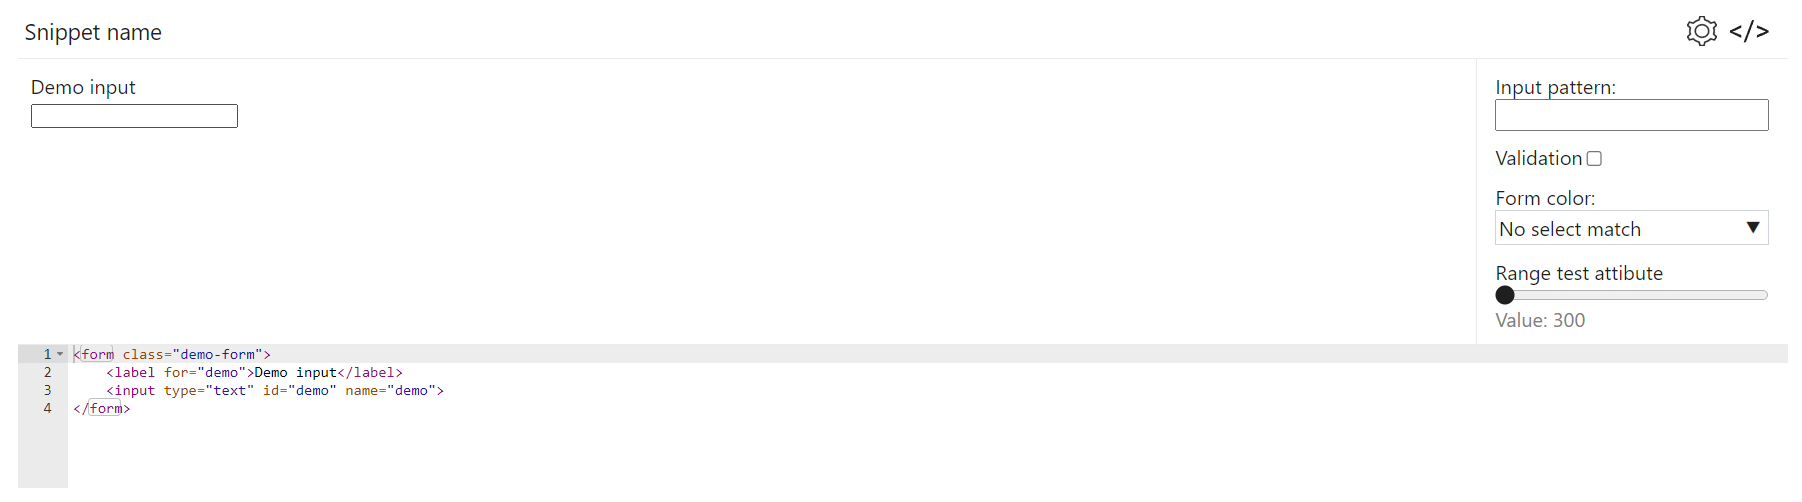 Snippet name
</>
Demo input
Input pattern:
Validation
Form color:
No select match
Range test attibute
Value: 300
1 <form class="demo-form">
2     <label for="demo">Demo input</label>
3     <input type="text" id="demo" name="demo">
4 </form>